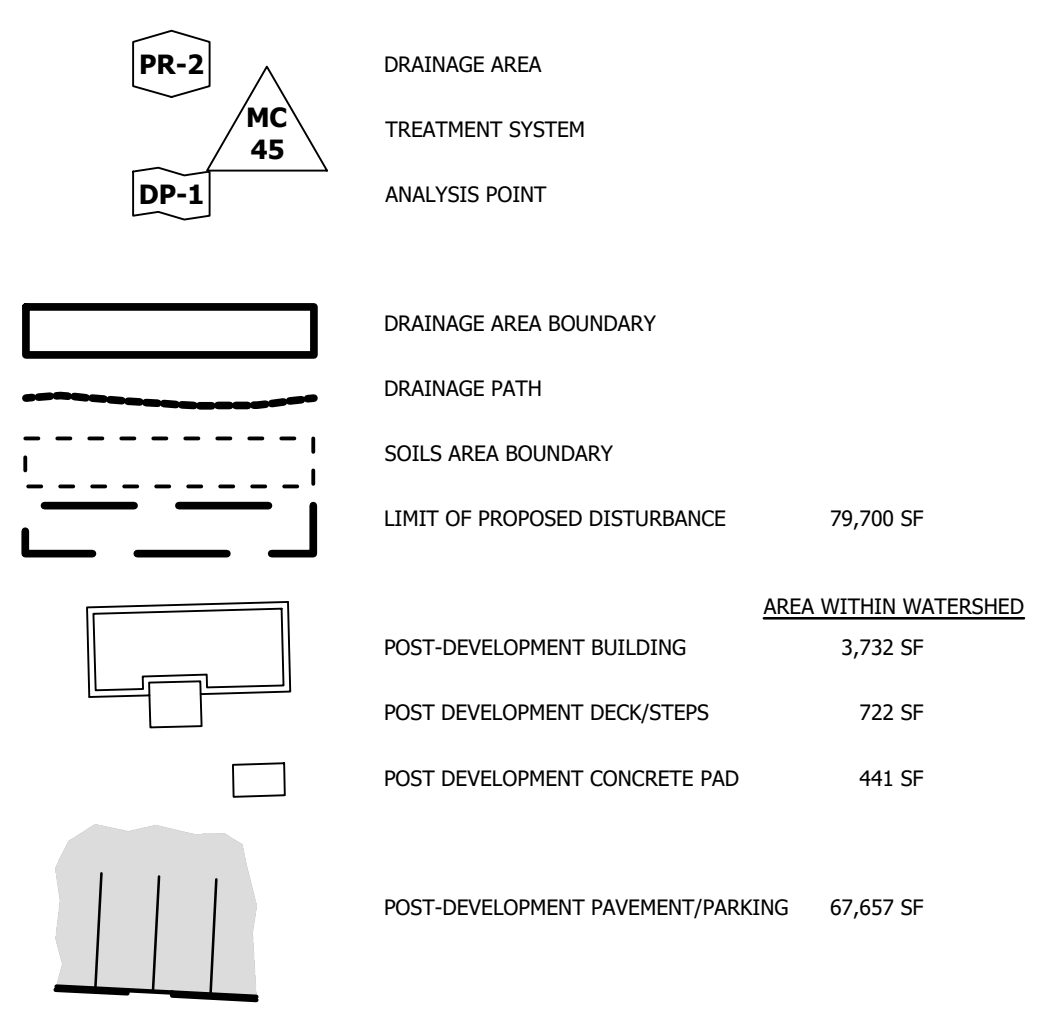 PR-2 DRAINAGE AREA
MC
45
TREATMENT SYSTEM
DP-1 ANALYSIS POINT
DRAINAGE AREA BOUNDARY
DRAINAGE PATH
SOILS AREA BOUNDARY
LIMIT OF PROPOSED DISTURBANCE 79,700 SF
AREA WITHIN WATERSHED
POST-DEVELOPMENT BUILDING 3,732 SF
POST DEVELOPMENT DECK/STEPS 722 SF
POST DEVELOPMENT CONCRETE PAD 441 SF
POST-DEVELOPMENT PAVEMENT/PARKING 67,657 SF